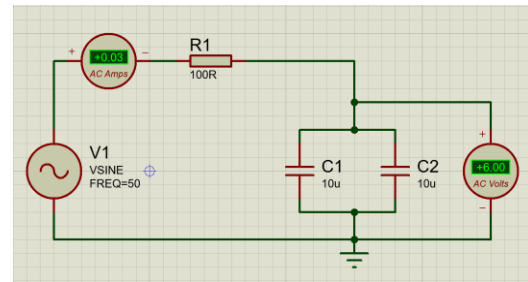 + +0.03 −
AC Amps
R1
100R
V1
VSINE
FREQ=50
C1
10u
C2
10u
+
+6.00
AC Volts
−